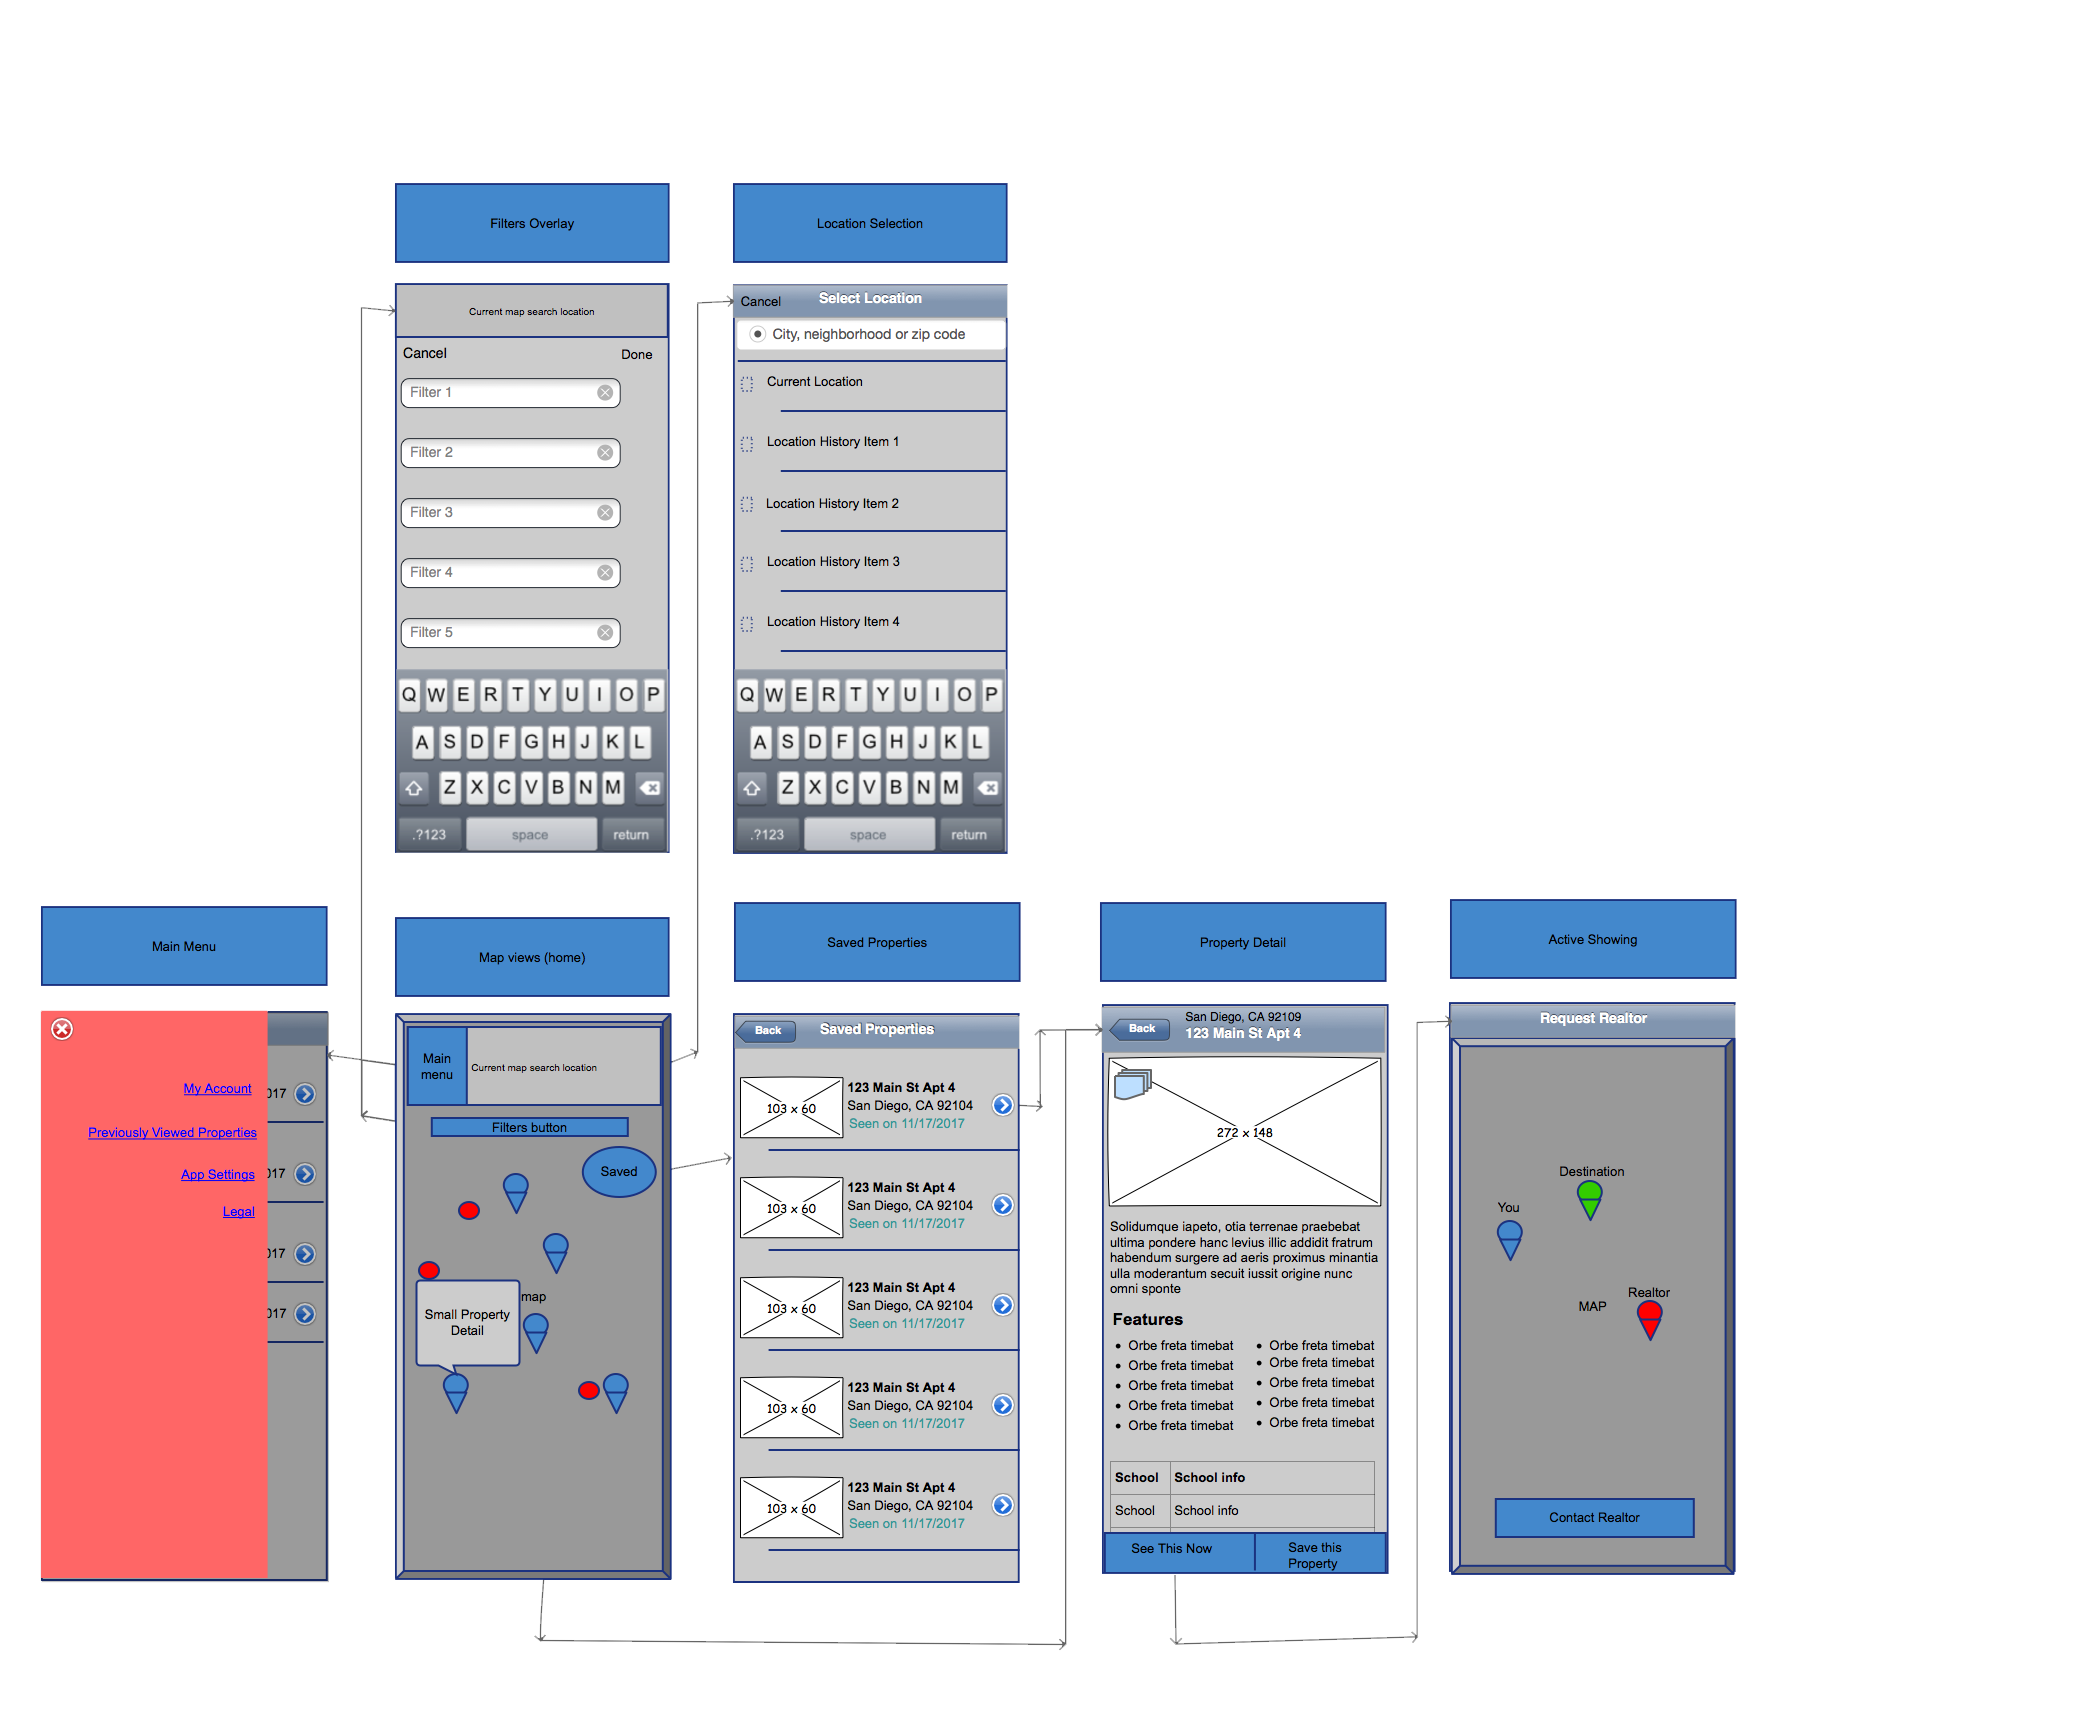 Filters Overlay
Location Selection
Current map search location
Cancel
Done
Filter 1
Filter 2
Filter 3
Filter 4
Filter 5
Q W E R T Y U I O P
A S D F G H J K L
Z X C V B N M
.?123 space return
Cancel
Select Location
City, neighborhood or zip code
Current Location
Location History Item 1
Location History Item 2
Location History Item 3
Location History Item 4
Q W E R T Y U I O P
A S D F G H J K L
Z X C V B N M
.?123 space return
Main Menu
Map views (home)
Saved Properties
Property Detail
Active Showing
My Account
Previously Viewed Properties
App Settings
Legal
017
017
017
017
Main
menu
Current map search location
Filters button
Saved
map
Small Property
Detail
Back
Saved Properties
103 x 60
123 Main St Apt 4
San Diego, CA 92104
Seen on 11/17/2017
103 x 60
123 Main St Apt 4
San Diego, CA 92104
Seen on 11/17/2017
103 x 60
123 Main St Apt 4
San Diego, CA 92104
Seen on 11/17/2017
103 x 60
123 Main St Apt 4
San Diego, CA 92104
Seen on 11/17/2017
103 x 60
123 Main St Apt 4
San Diego, CA 92104
Seen on 11/17/2017
Back
San Diego, CA 92109
123 Main St Apt 4
272 x 148
Solidumque iapeto, otia terrenae praebebat
ultima pondere hanc levius illic addidit fratrum
habendum surgere ad aeris proximus minantia
ulla moderantum secuit iussit origine nunc
omni sponte
Features
• Orbe freta timebat
• Orbe freta timebat
• Orbe freta timebat
• Orbe freta timebat
• Orbe freta timebat
• Orbe freta timebat
• Orbe freta timebat
• Orbe freta timebat
• Orbe freta timebat
• Orbe freta timebat
School School info
School School info
See This Now
Save this
Property
Request Realtor
Destination
You
Realtor
MAP
Contact Realtor